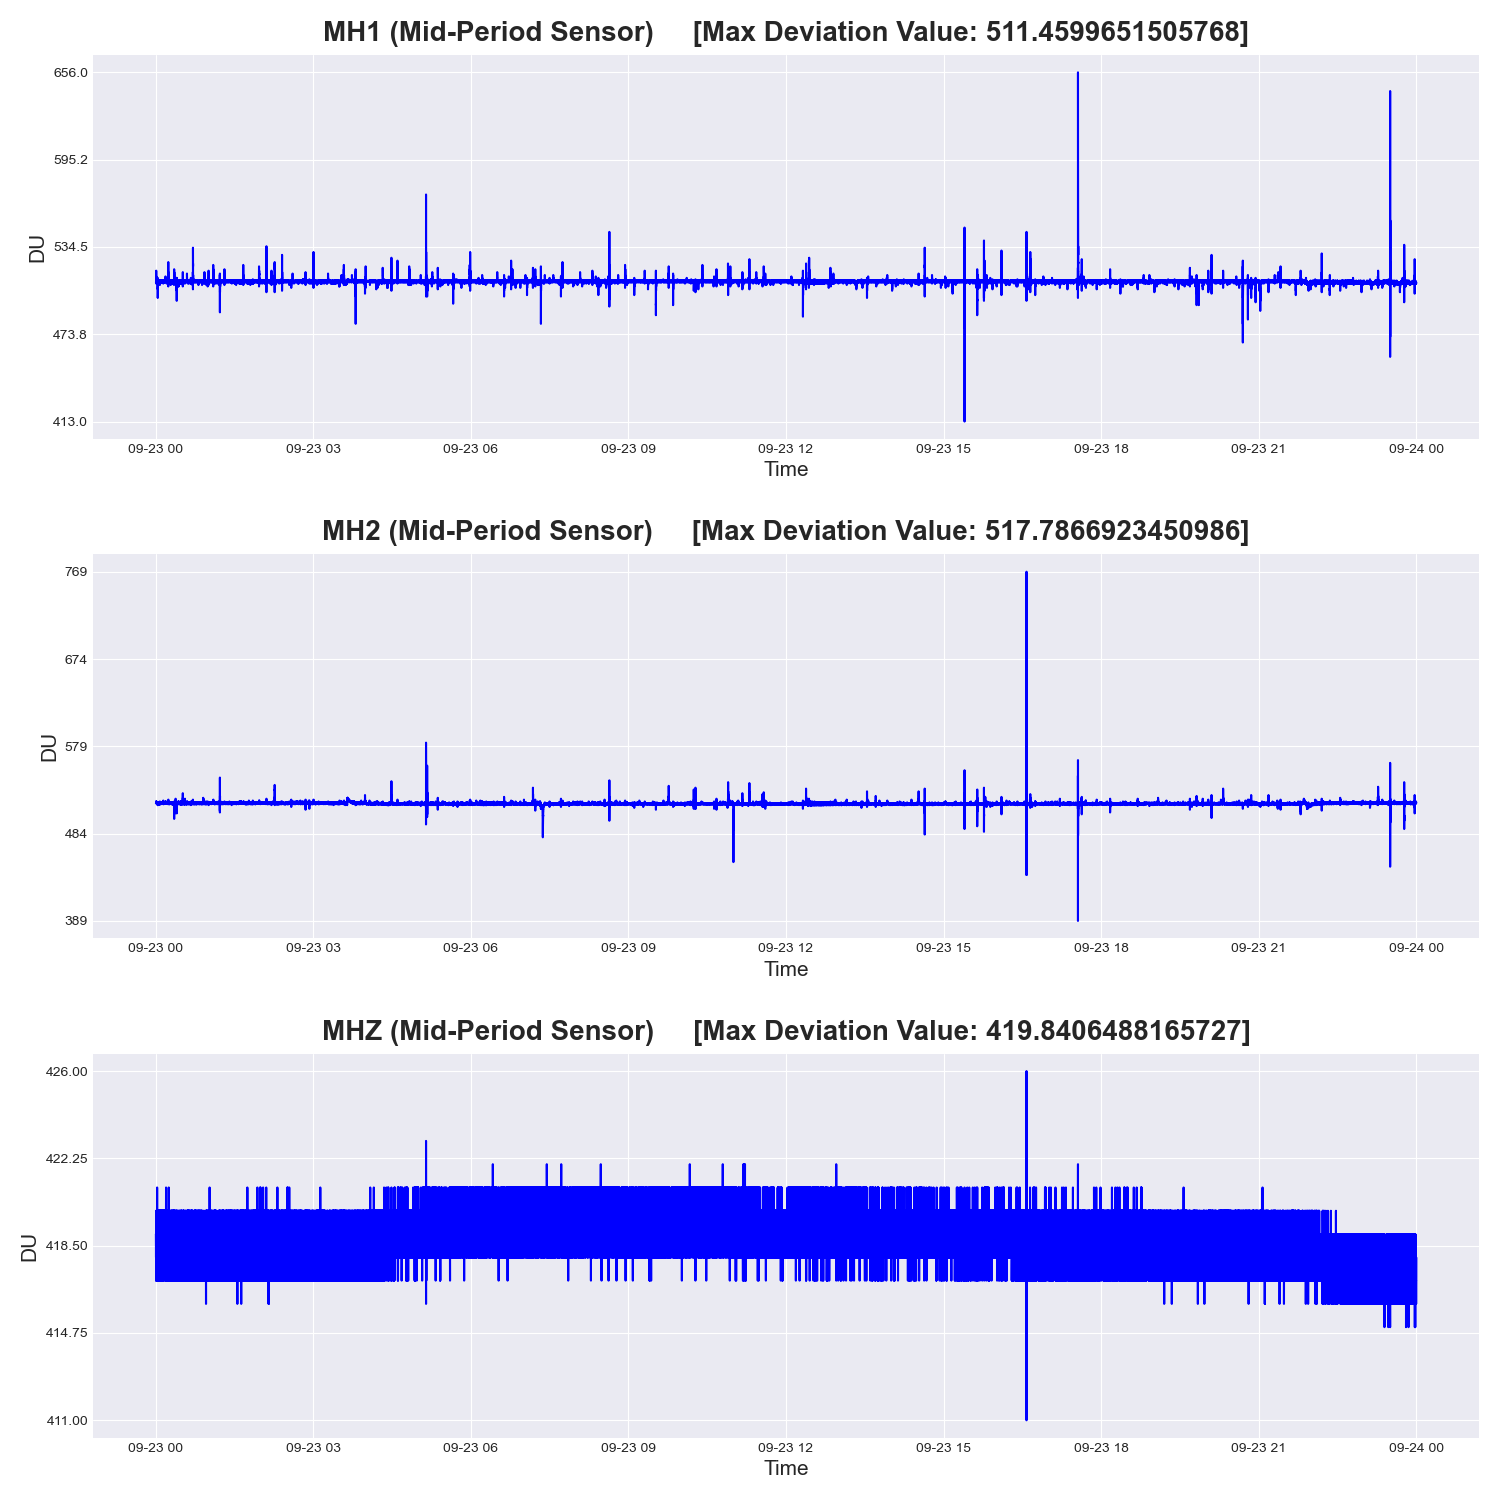 MH1 (Mid-Period Sensor) [Max Deviation Value: 511.4599651505768]
656.0
595.2
534.5
473.8
413.0
DU
09-23 00 09-23 03 09-23 06 09-23 09 09-23 12 09-23 15 09-23 18 09-23 21 09-24 00
Time
MH2 (Mid-Period Sensor) [Max Deviation Value: 517.7866923450986]
769
674
579
484
389
DU
09-23 00 09-23 03 09-23 06 09-23 09 09-23 12 09-23 15 09-23 18 09-23 21 09-24 00
Time
MHZ (Mid-Period Sensor) [Max Deviation Value: 419.8406488165727]
426.00
422.25
418.50
414.75
411.00
DU
09-23 00 09-23 03 09-23 06 09-23 09 09-23 12 09-23 15 09-23 18 09-23 21 09-24 00
Time